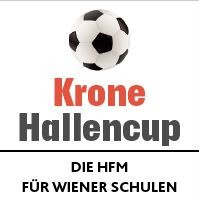 Krone
Hallencup
DIE HFM
FÜR WIENER SCHULEN